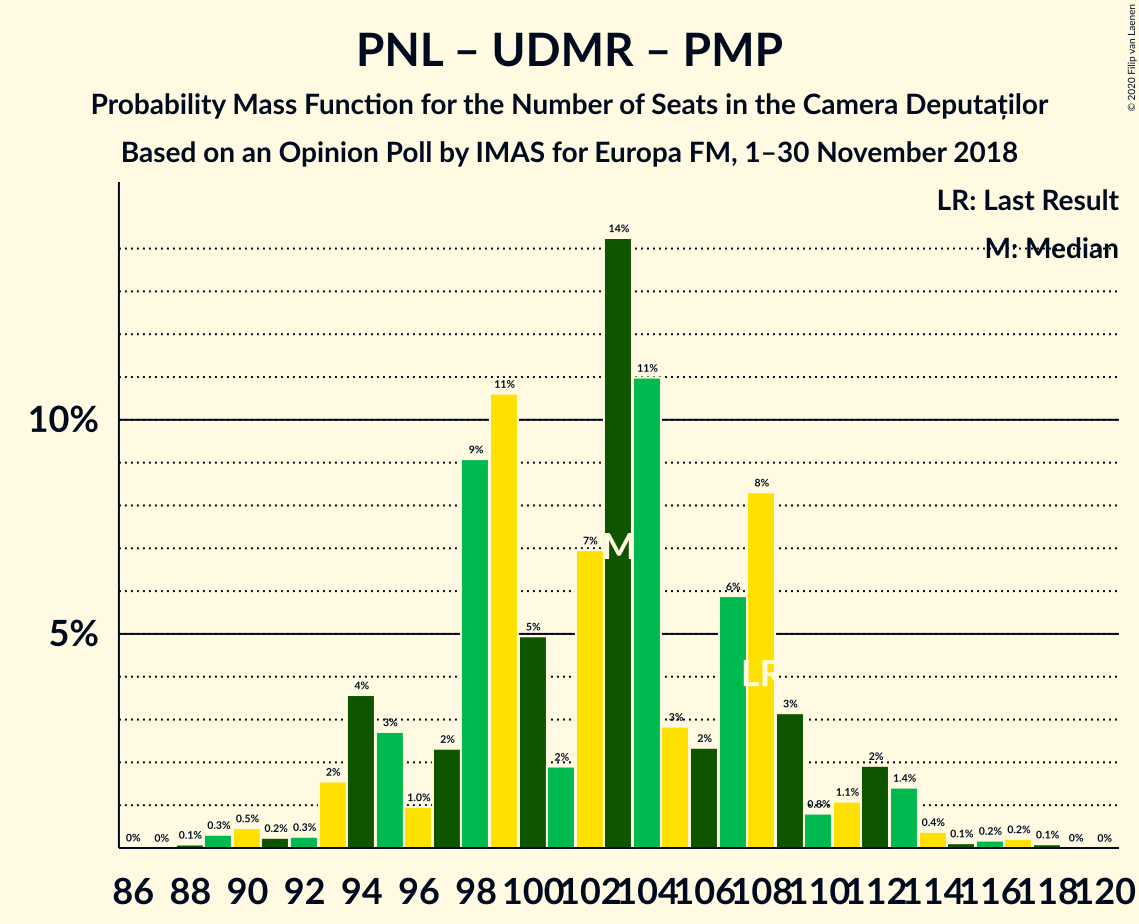 PNL – UDMR – PMP
Probability Mass Function for the Number of Seats in the Camera Deputaților
Based on an Opinion Poll by IMAS for Europa FM, 1–30 November 2018
© 2020 Filip van Laenen
LR: Last Result
M: Median
10%
5%
0% 0% 0.1% 0.3% 0.5% 0.2% 0.3% 2% 4% 3% 1.0% 2% 9% 11% 5% 2% 7% 14% 11% 3% 2% 6% 8% 3% 0.8% 1.1% 2% 1.4% 0.4% 0.1% 0.2% 0.2% 0.1% 0% 0%
M
LR
86 88 90 92 94 96 98 100 102 104 106 108 110 112 114 116 118 120